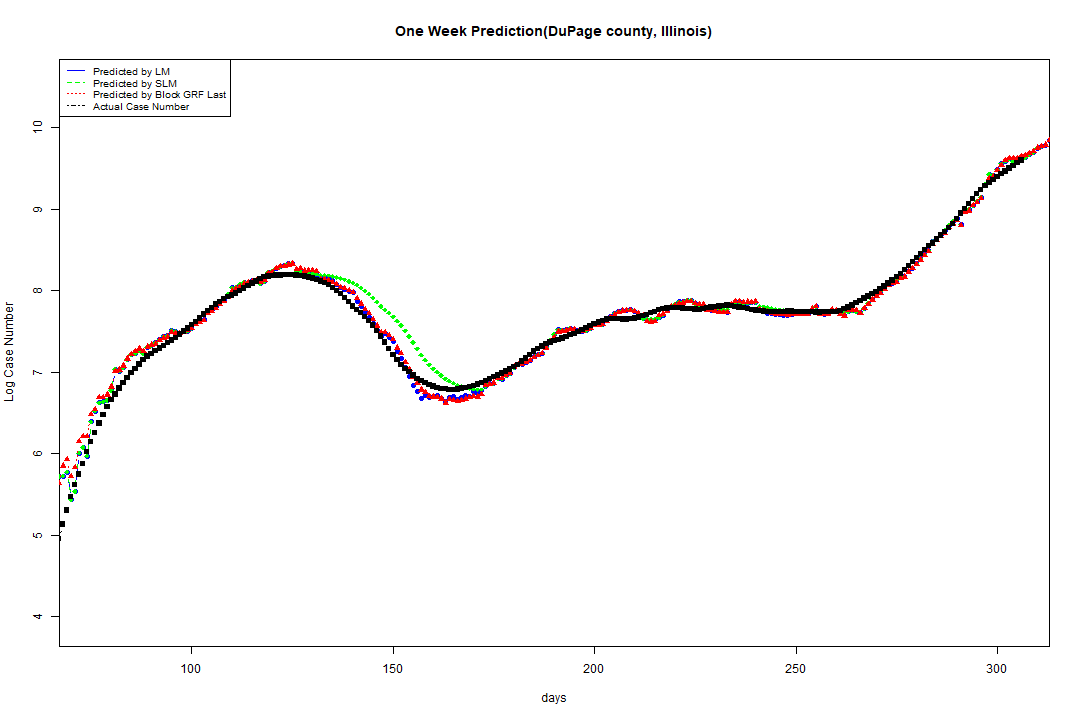 One Week Prediction(DuPage county, Illinois)
Predicted by LM
Predicted by SLM
Predicted by Block GRF Last
Actual Case Number
10
9
8
7
6
5
4
Log Case Number
100 150 200 250 300
days